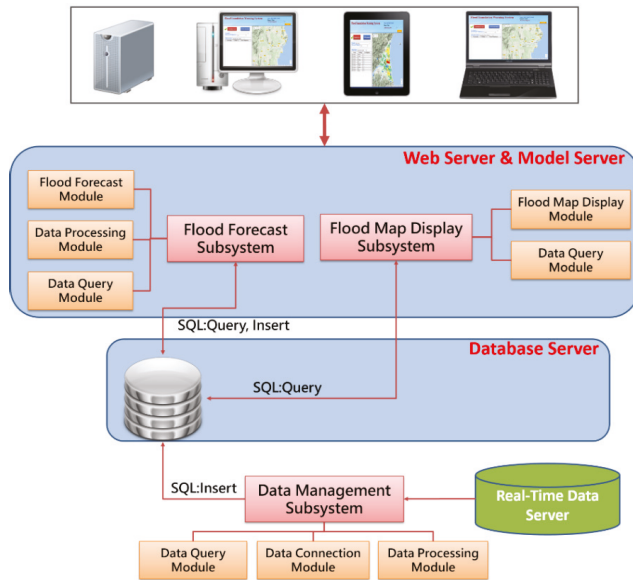 Web Server & Model Server
Flood Forecast
Module
Data Processing
Module
Data Query
Module
Flood Forecast
Subsystem
Flood Map Display
Subsystem
Flood Map Display
Module
Data Query
Module
SQL:Query, Insert
Database Server
SQL:Query
SQL:Insert
Data Management
Subsystem
Real-Time Data
Server
Data Query
Module
Data Connection
Module
Data Processing
Module